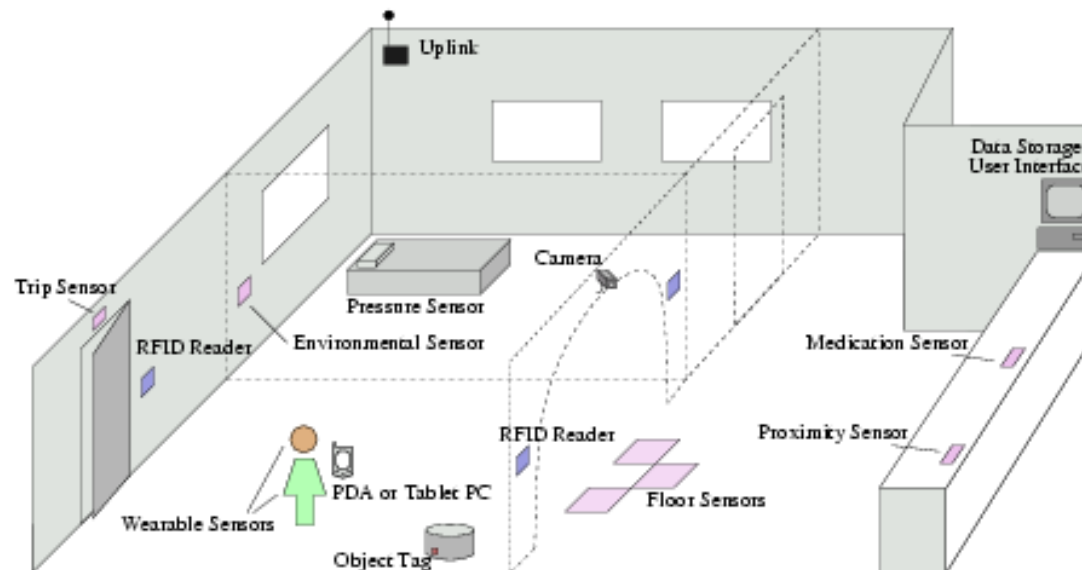 Uplink
Data Storage
User Interface
Camera
Trip Sensor
Pressure Sensor
RFID Reader
Environmental Sensor
Medication Sensor
RFID Reader
Proximity Sensor
PDA or Tablet PC
Floor Sensors
Wearable Sensors
Object Tag